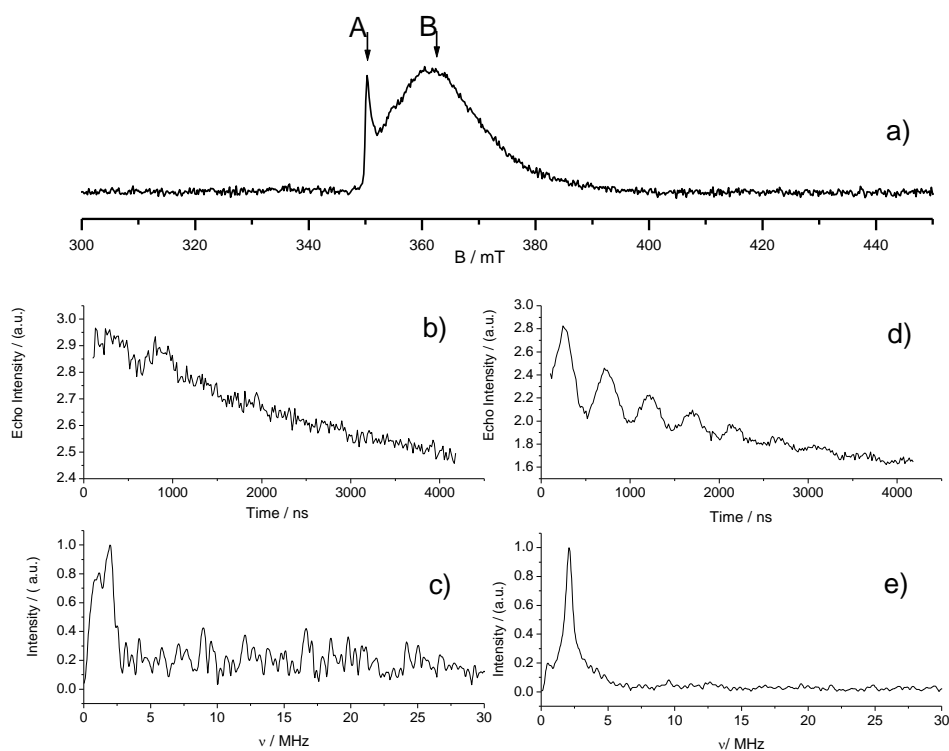 A B
a)
300 320 340 360 380 400 420 440
B / mT
b)
3.0
2.9
2.8
2.7
2.6
2.5
2.4
Echo Intensity / (a.u.)
0 1000 2000 3000 4000
Time / ns
d)
3.0
2.8
2.6
2.4
2.2
2.0
1.8
1.6
Echo Intensity / (a.u.)
0 1000 2000 3000 4000
Time / ns
c)
1.0
0.8
0.6
0.4
0.2
0.0
Intensity / ( a.u.)
0 5 10 15 20 25 30
ν / MHz
e)
1.0
0.8
0.6
0.4
0.2
0.0
Intensity / (a.u.)
0 5 10 15 20 25 30
ν/ MHz